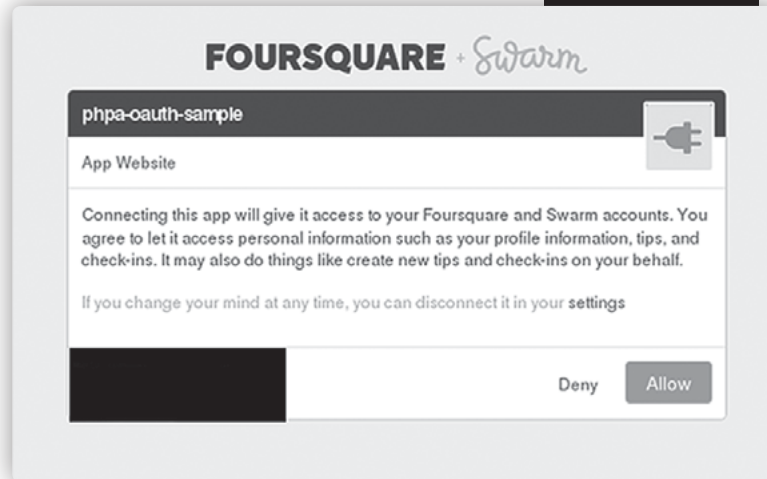 FOURSQUARE + Swarm
phpa-oauth-sample
App Website
Connecting this app will give it access to your Foursquare and Swarm accounts. You
agree to let it access personal information such as your profile information, tips, and
check-ins. It may also do things like create new tips and check-ins on your behalf.
If you change your mind at any time, you can disconnect it in your settings
Deny Allow